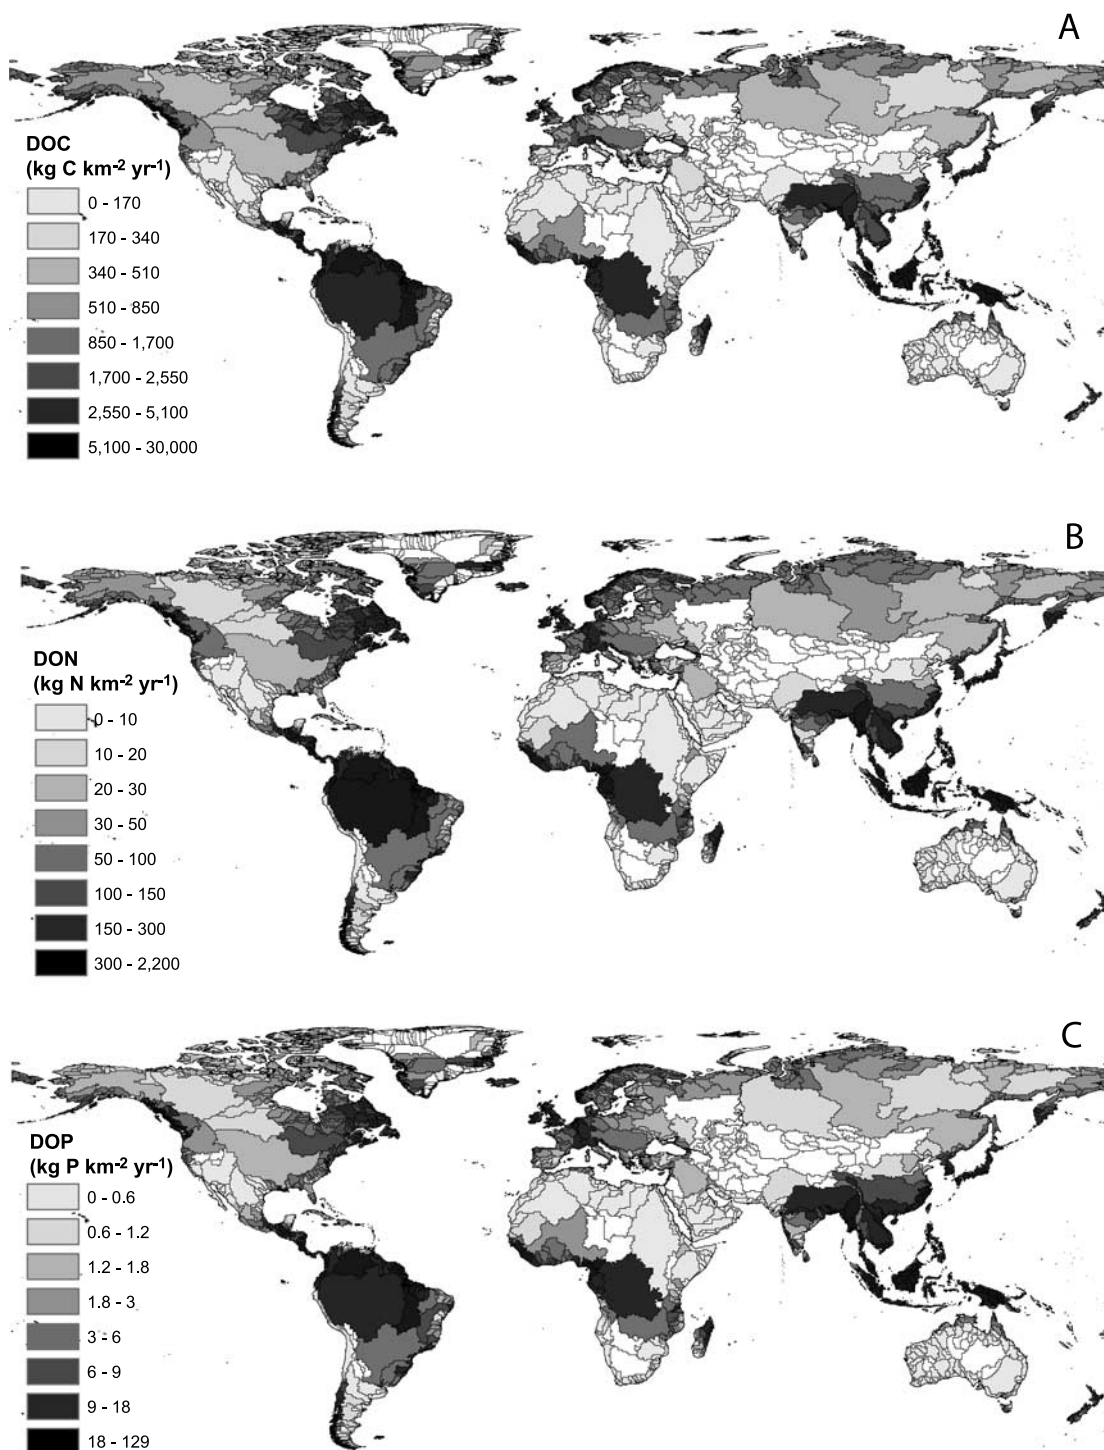 A
DOC
(kg C km-2 yr-1)
0 - 170
170 - 340
340 - 510
510 - 850
850 - 1,700
1,700 - 2,550
2,550 - 5,100
5,100 - 30,000
B
DON
(kg N km-2 yr-1)
0 - 10
10 - 20
20 - 30
30 - 50
50 - 100
100 - 150
150 - 300
300 - 2,200
C
DOP
(kg P km-2 yr-1)
0 - 0.6
0.6 - 1.2
1.2 - 1.8
1.8 - 3
3 - 6
6 - 9
9 - 18
18 - 129